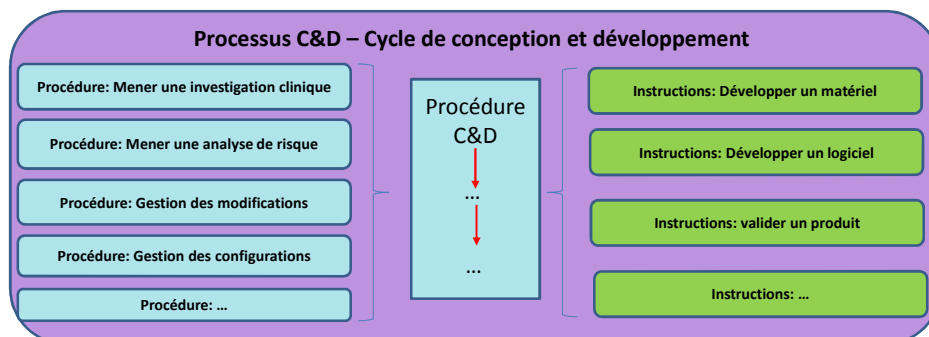 Processus C&D – Cycle de conception et développement
Procédure: Mener une investigation clinique
Procédure: Mener une analyse de risque
Procédure: Gestion des modifications
Procédure: Gestion des configurations
Procédure: ...
Procédure
C&D
...
...
Instructions: Développer un matériel
Instructions: Développer un logiciel
Instructions: valider un produit
Instructions: ...